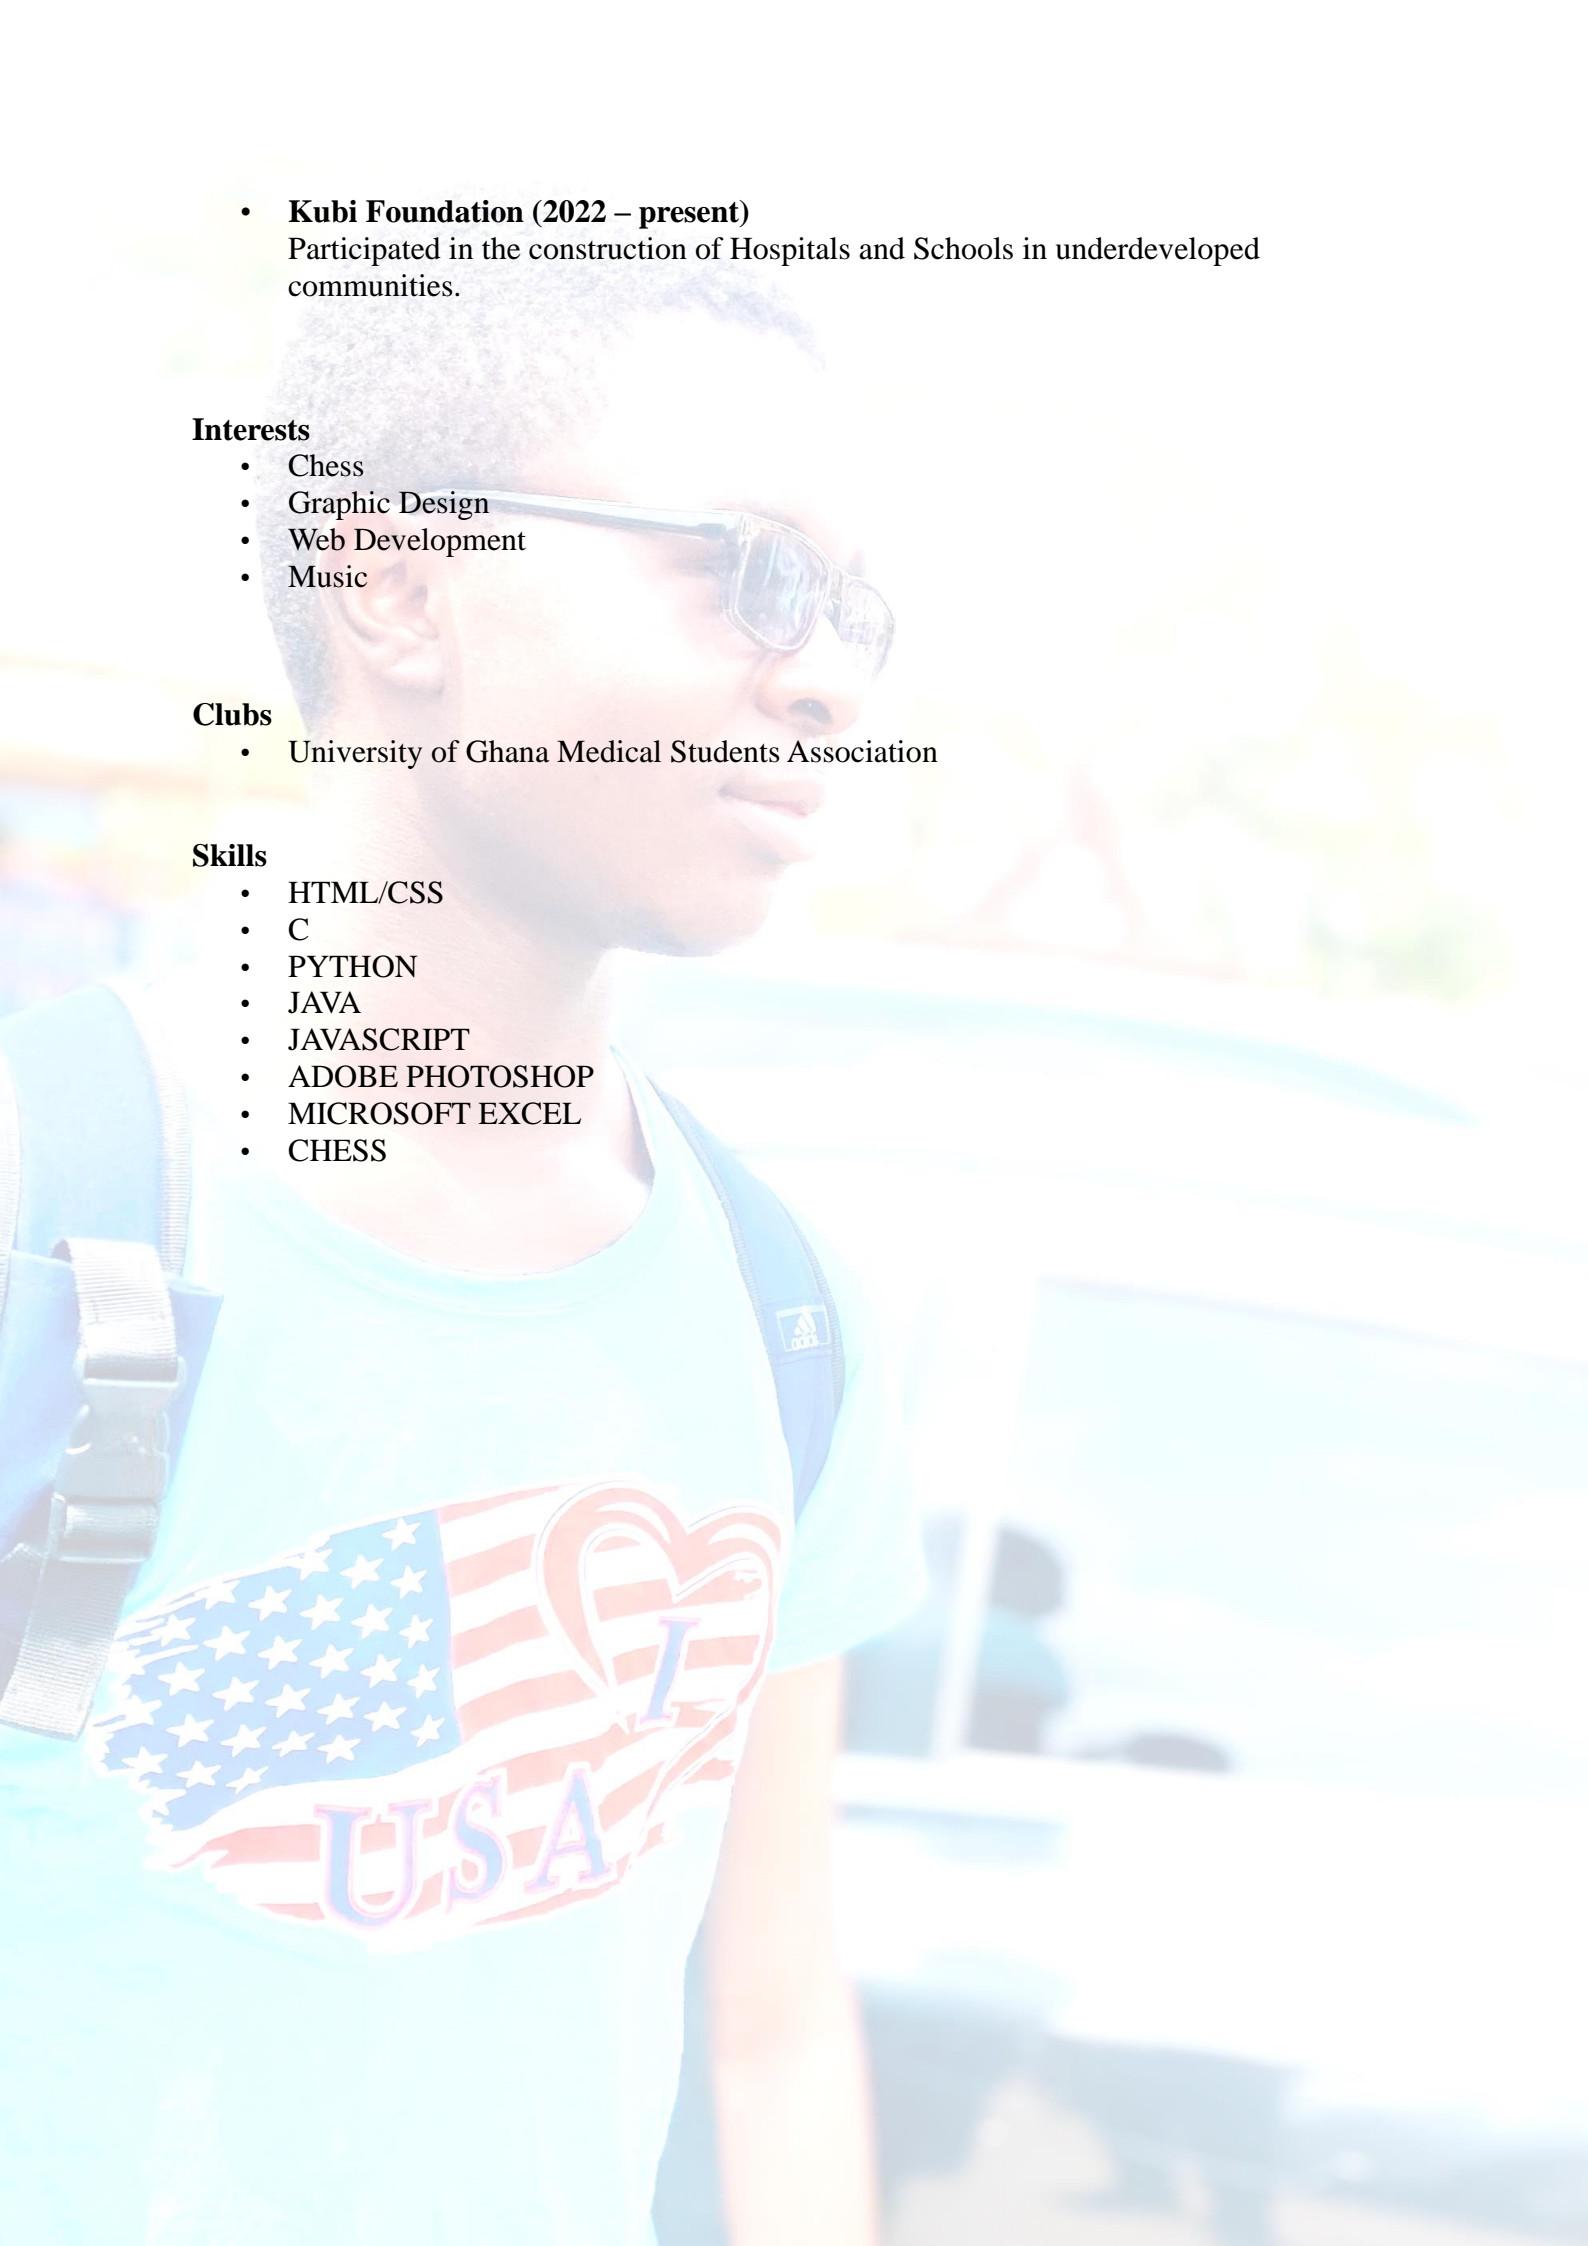 • Kubi Foundation (2022 – present)
Participated in the construction of Hospitals and Schools in underdeveloped
communities.
Interests
• Chess
• Graphic Design
• Web Development
• Music
Clubs
• University of Ghana Medical Students Association
Skills
• HTML/CSS
• C
• PYTHON
• JAVA
• JAVASCRIPT
• ADOBE PHOTOSHOP
• MICROSOFT EXCEL
• CHESS
adidas
I
USA